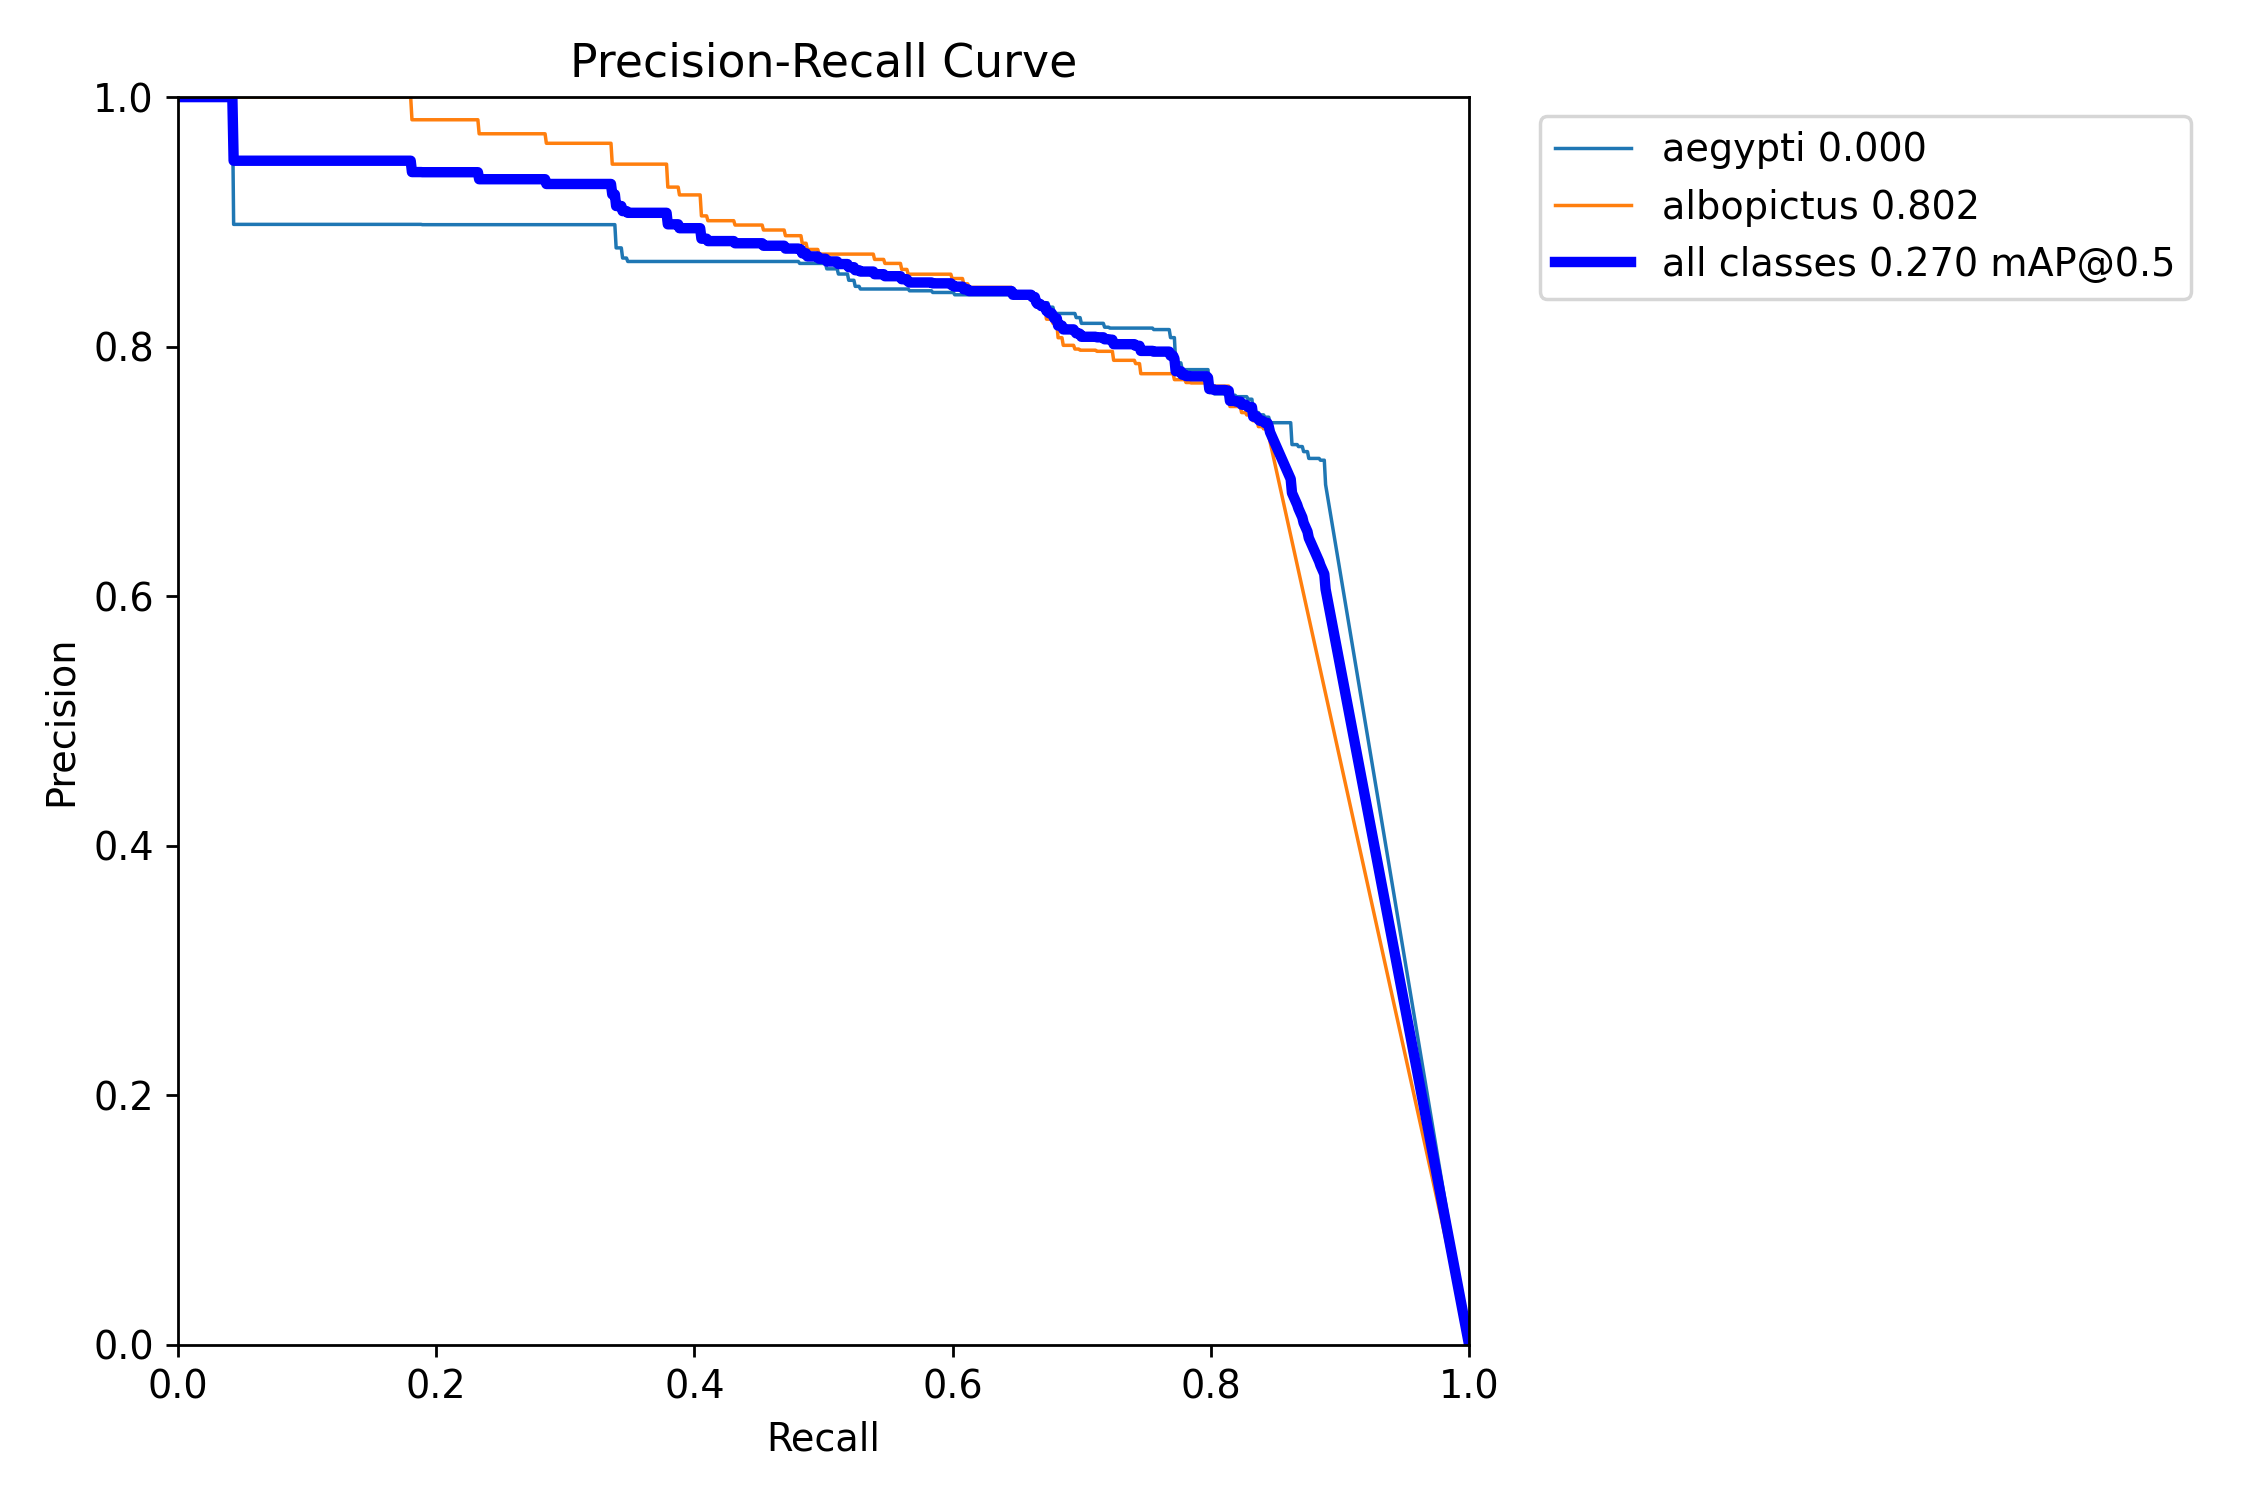 Precision-Recall Curve
1.0
0.8
0.6
0.4
0.2
0.0
Precision
0.0 0.2 0.4 0.6 0.8 1.0
Recall
aegypti 0.000
albopictus 0.802
all classes 0.270 mAP@0.5